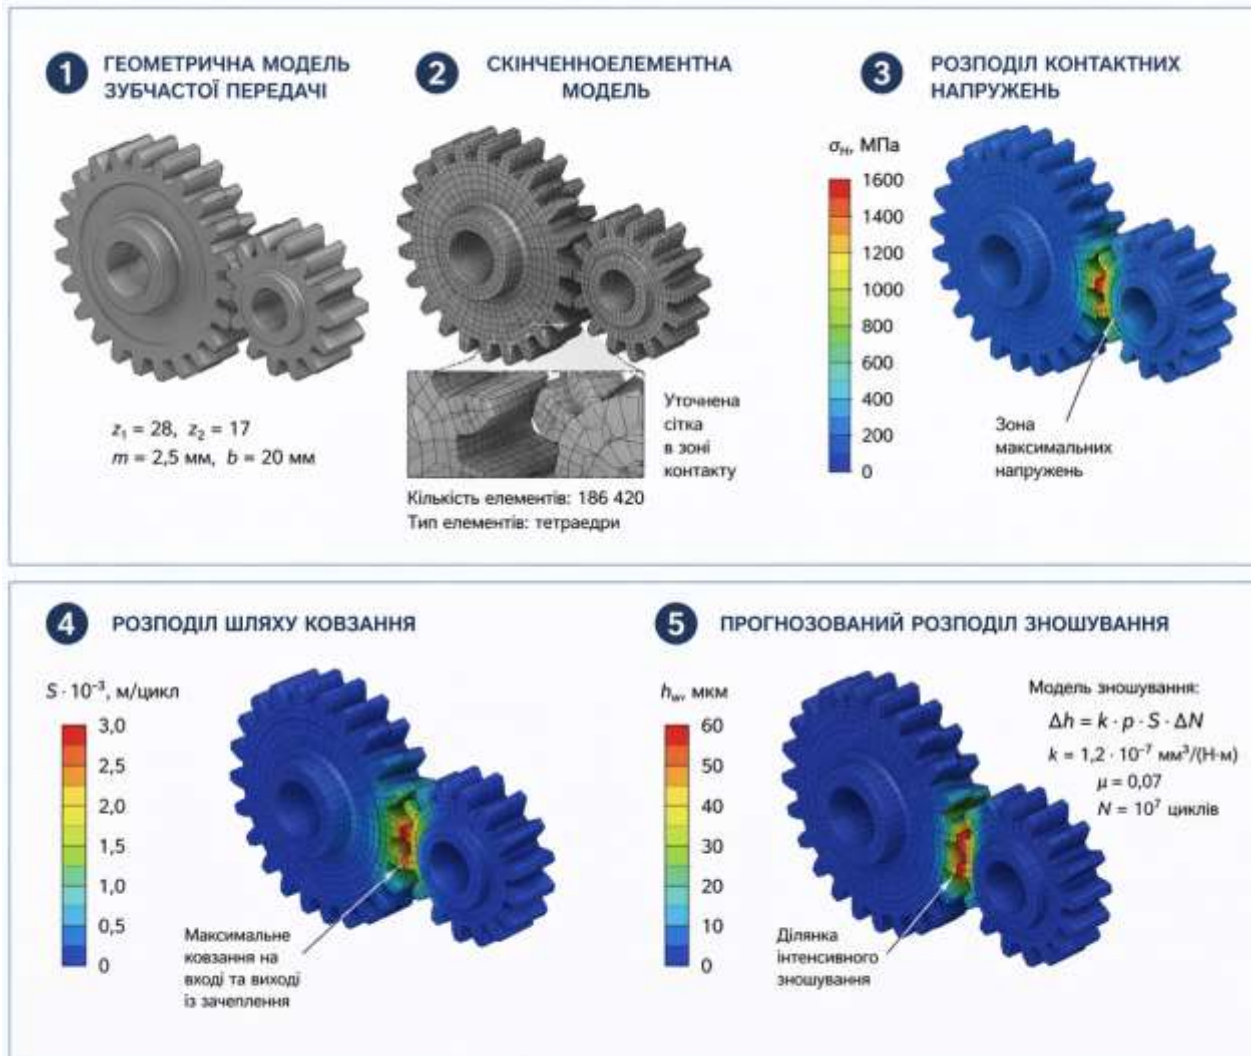 1 ГЕОМЕТРИЧНА МОДЕЛЬ
ЗУБЧАСТОЇ ПЕРЕДАЧІ
z₁ = 28, z₂ = 17
m = 2,5 мм, b = 20 мм
2 СКІНЧЕННОЕЛЕМЕНТНА
МОДЕЛЬ
Уточнена
сітка
в зоні
контакту
Кількість елементів: 186 420
Тип елементів: тетраедри
3 РОЗПОДІЛ КОНТАКТНИХ
НАПРУЖЕНЬ
σₕ, МПа
1600
1400
1200
1000
800
600
400
200
0
Зона
максимальних
напружень
4 РОЗПОДІЛ ШЛЯХУ КОВЗАННЯ
S · 10⁻³, м/цикл
3,0
2,5
2,0
1,5
1,0
0,5
0
Максимальне
ковзання на
вході та виході
із зачеплення
5 ПРОГНОЗОВАНИЙ РОЗПОДІЛ ЗНОШУВАННЯ
h_w, мкм
60
50
40
30
20
10
0
Ділянка
інтенсивного
зношування
Модель зношування:
Δh = k · p · S · ΔN
k = 1,2 · 10⁻⁷ мм³/(Н·м)
μ = 0,07
N = 10⁷ циклів